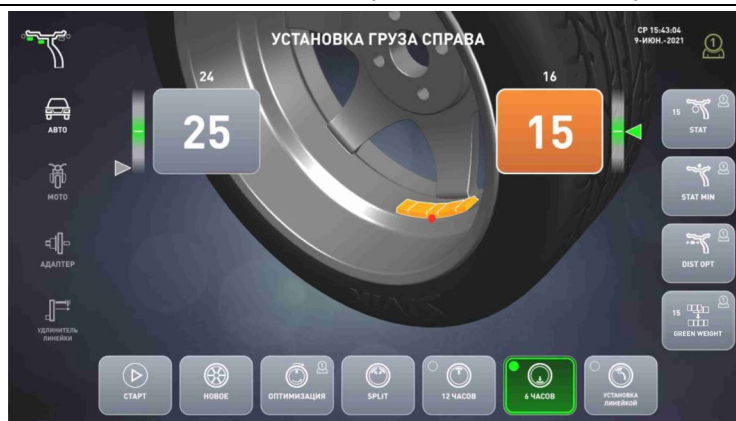 СР 15:43:04
9-ИЮН.-2021
1
УСТАНОВКА ГРУЗА СПРАВА
24
16
25
15
АВТО
МОТО
АДАПТЕР
УДЛИНИТЕЛЬ
ЛИНЕЙКИ
15
STAT
STAT MIN
DIST OPT
15
GREEN WEIGHT
SIVIK
СТАРТ
НОВОЕ
ОПТИМИЗАЦИЯ
SPLIT
12 ЧАСОВ
6 ЧАСОВ
УСТАНОВКА
ЛИНЕЙКОЙ